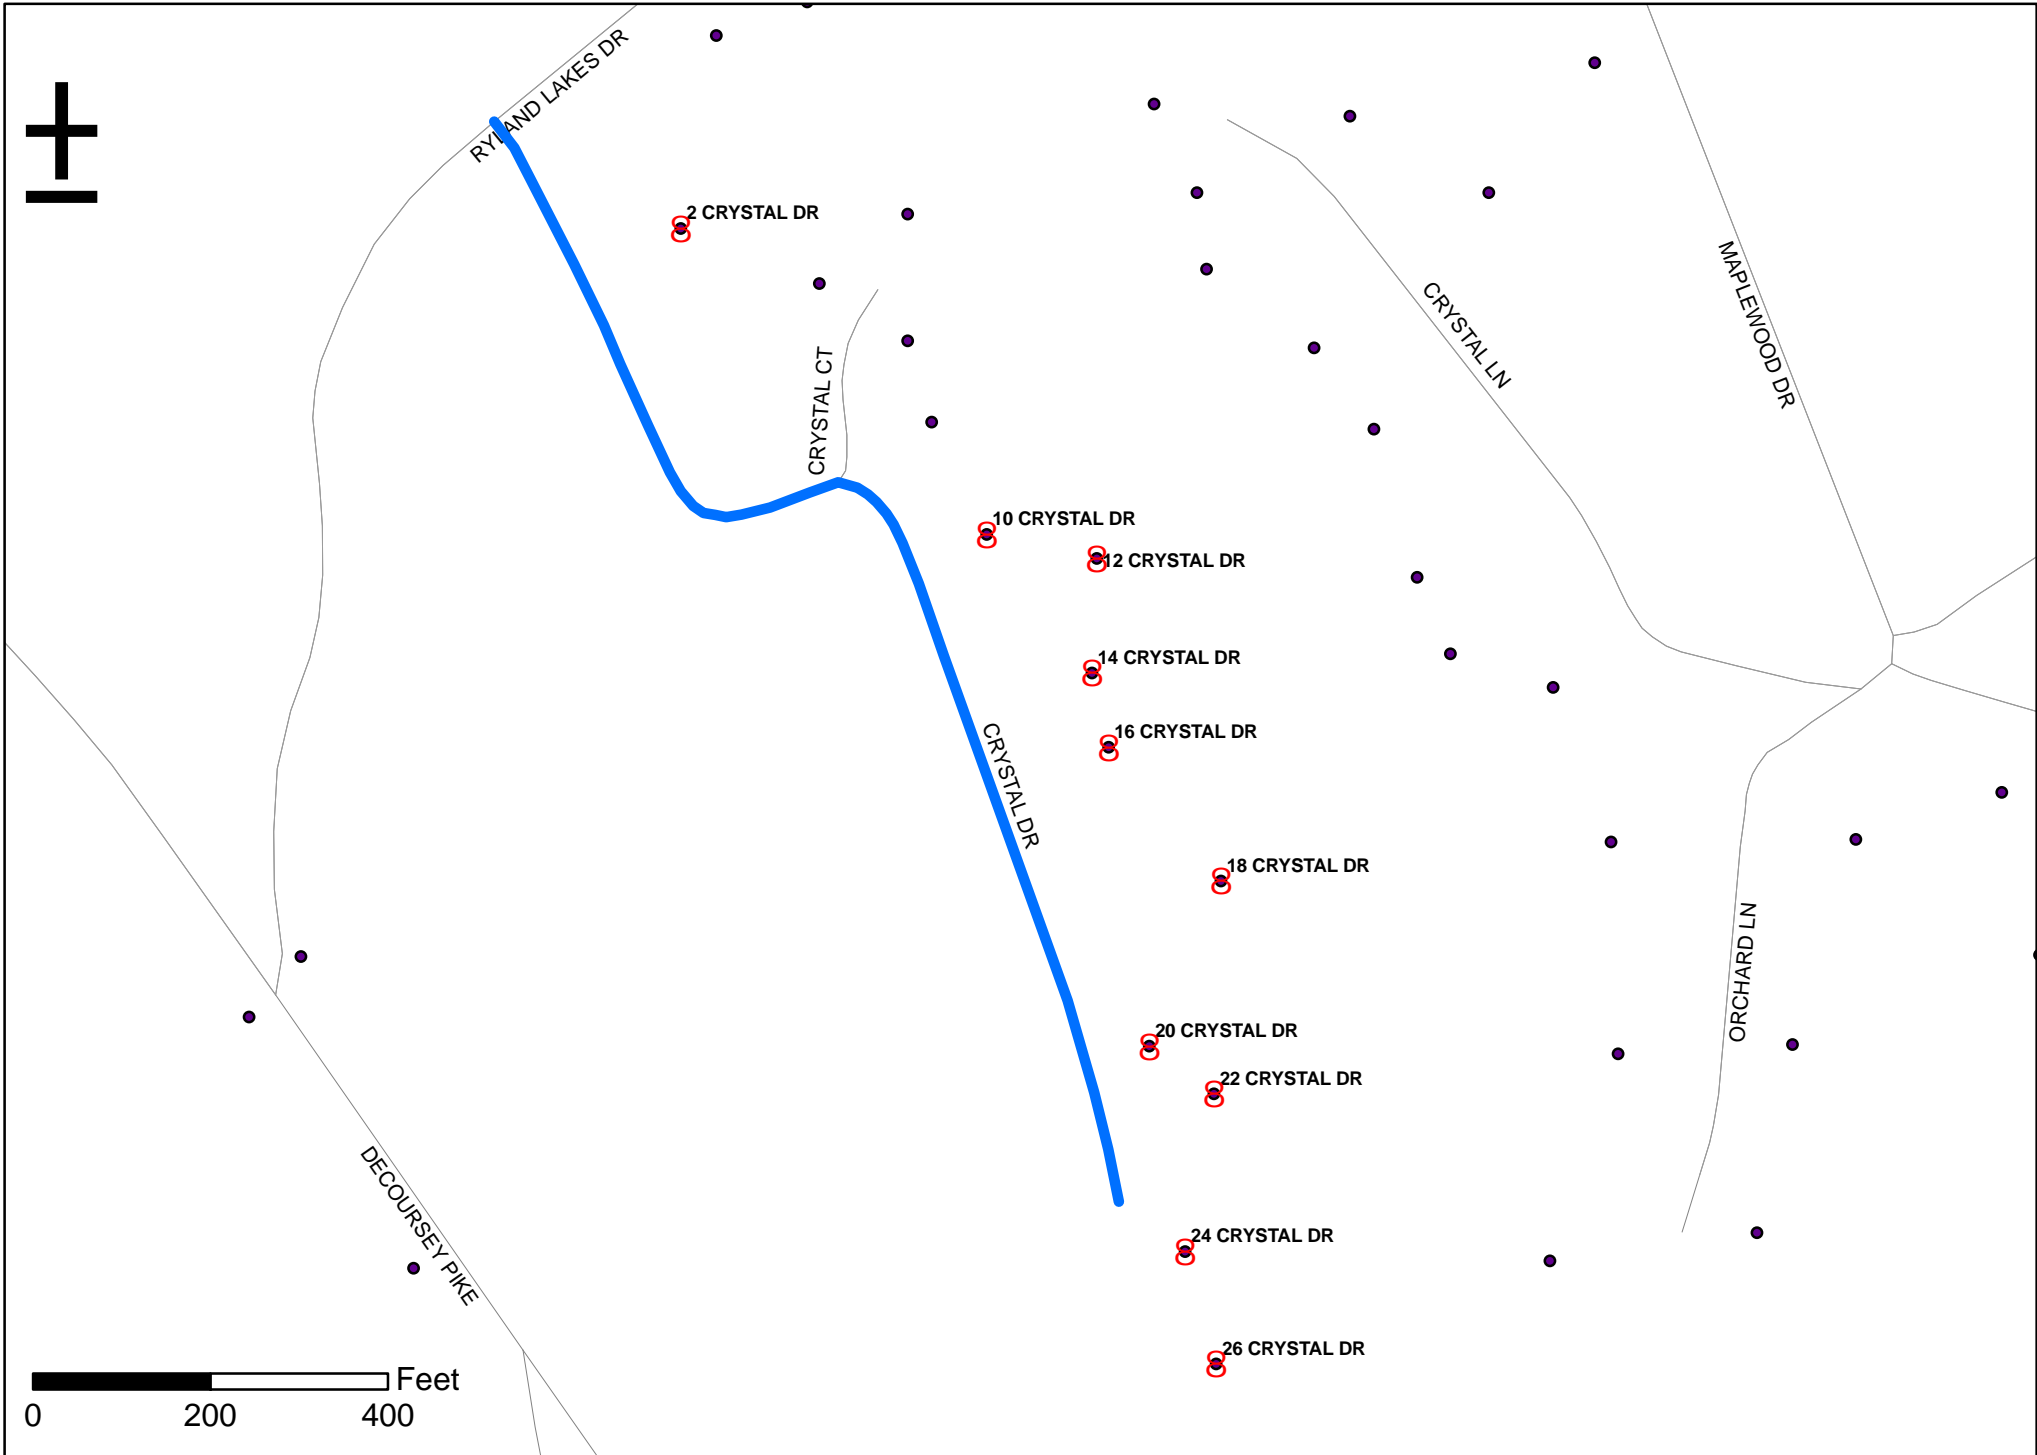 RYLAND LAKES DR
2 CRYSTAL DR
CRYSTAL CT
CRYSTAL LN
MAPLEWOOD DR
10 CRYSTAL DR
12 CRYSTAL DR
14 CRYSTAL DR
16 CRYSTAL DR
CRYSTAL DR
18 CRYSTAL DR
ORCHARD LN
20 CRYSTAL DR
22 CRYSTAL DR
DECOURSEY PIKE
24 CRYSTAL DR
26 CRYSTAL DR
Feet
0 200 400